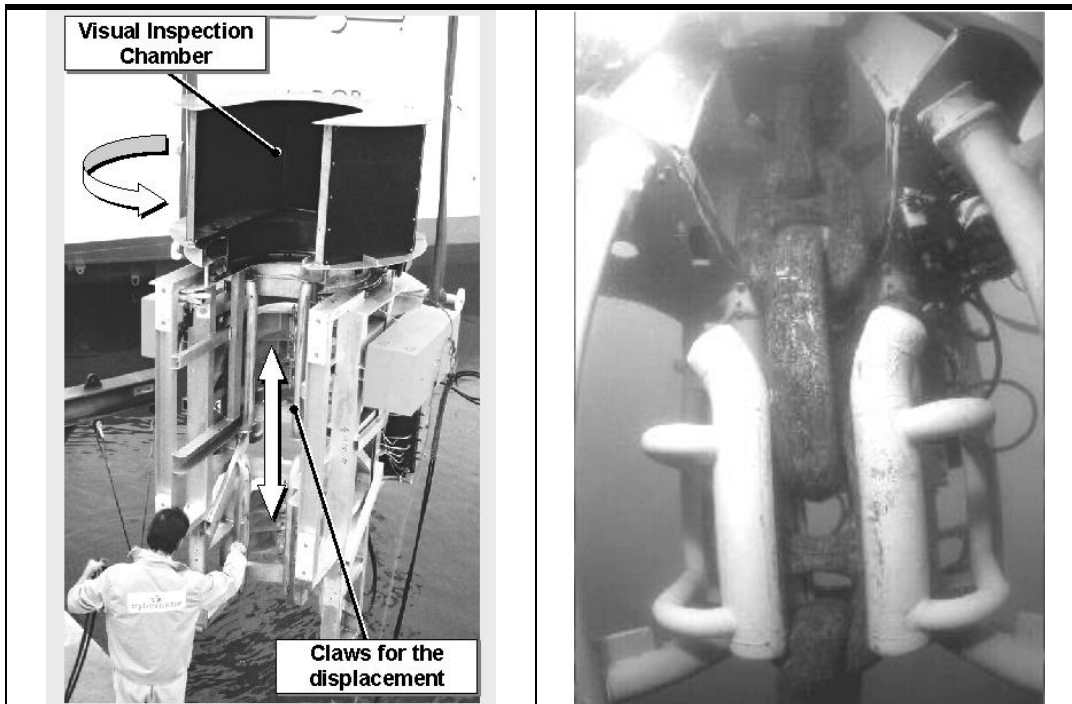 Visual Inspection
Chamber
Claws for the
displacement